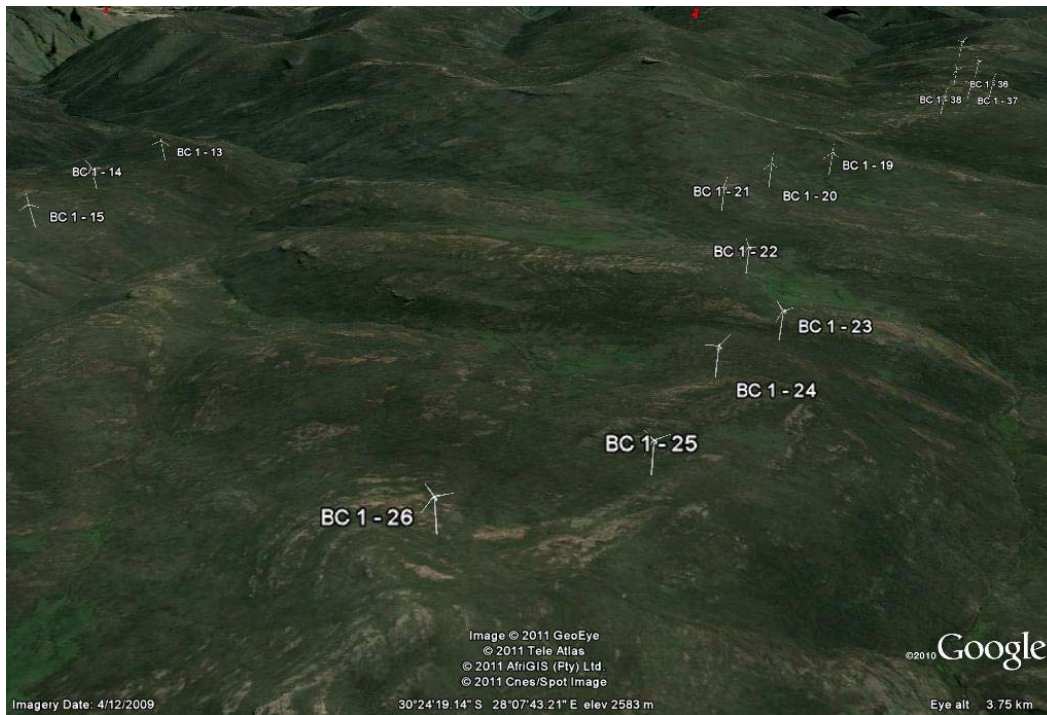 BC 1 - 36
BC 1 - 38
BC 1 - 37
BC 1 - 13
BC 1 - 14
BC 1 - 19
BC 1 - 21
BC 1 - 20
BC 1 - 15
BC 1 - 22
BC 1 - 23
BC 1 - 24
BC 1 - 25
BC 1 - 26
Image © 2011 GeoEye
© 2011 Tele Atlas
© 2011 AfriGIS (Pty) Ltd.
© 2011 Cnes/Spot Image
©2010 Google
Imagery Date: 4/12/2009
30°24'19.14" S 28°07'43.21" E elev 2583 m
Eye alt 3.75 km